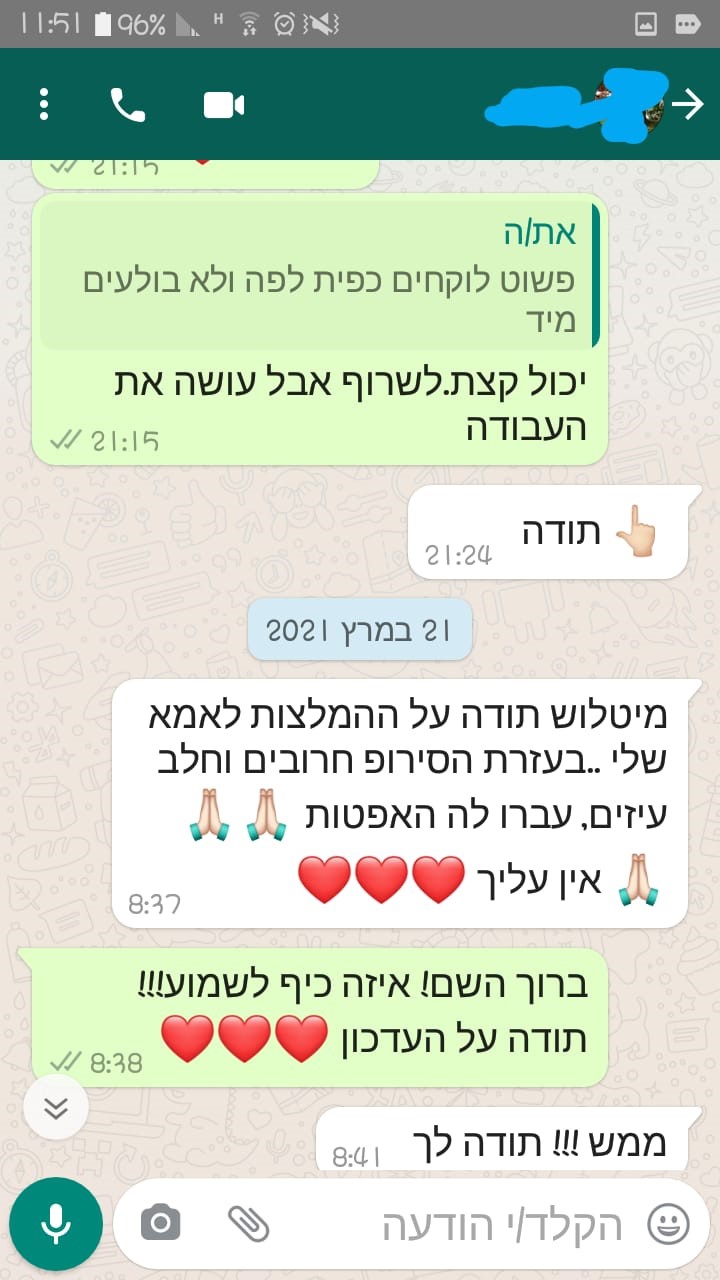 11:51 96% H
21:15
את/ה
פשוט לוקחים כפית לפה ולא בולעים
מיד
יכול קצת.לשרוף אבל עושה את
העבודה
21:15
תודה 👆🏻
21:24
21 במרץ 2021
מיטלוש תודה על ההמלצות לאמא
שלי ..בעזרת הסירופ חרובים וחלב
עיזים, עברו לה האפטות 🙏🏻🙏🏻
🙏🏻 אין עליך ❤️❤️❤️
8:37
ברוך השם! איזה כיף לשמוע!!!
תודה על העדכון ❤️❤️❤️
8:38
ממש !!! תודה לך
8:41
הקלד/י הודעה